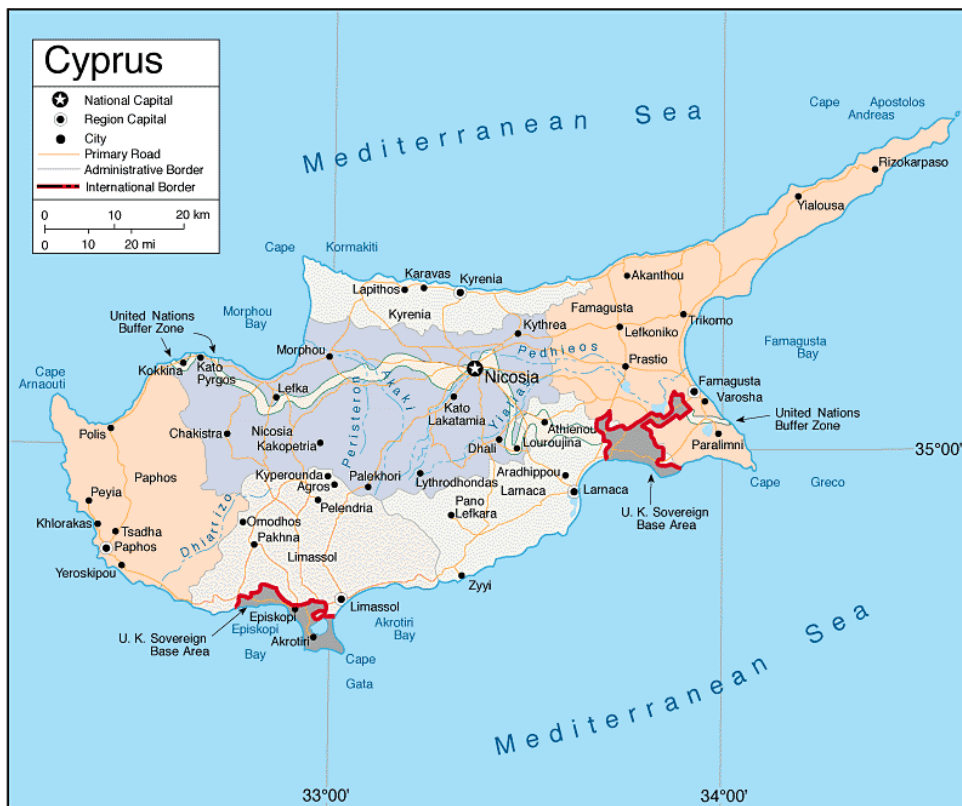 Cyprus
National Capital
Region Capital
City
Primary Road
Administrative Border
International Border
0 10 20 km
0 10 20 mi
Mediterranean Sea
Cape Apostolos
Andreas
Rizokarpaso
Yialousa
Cape Kormakiti
Akanthou
Karavas
Kyrenia
Lapithos
Kyrenia
Famagusta
Trikomo
Morphou
Bay
United Nations
Buffer Zone
Kythrea
Lefkoniko
Famagusta
Bay
Morphou
Pedhieos
Prastio
Kokkina
Kato
Pyrgos
Cape
Arnaouti
Nicosia
Lefka
Akaki
Peristeron
Yialias
Kato
Lakatamia
Famagusta
Varosha
United Nations
Buffer Zone
Polis
Chakistra
Nicosia
Kakopetria
Athienou
Dhali
Louroujina
Paralimni
35°00'
Paphos
Kyperounda
Agros
Palekhori
Lythrodhondas
Aradhippou
Larnaca
Larnaca
Cape Greco
Peyia
Pelendria
Pano
Lefkara
U. K. Sovereign
Base Area
Khlorakas
Tsadha
Paphos
Dhiarrizo
Omodhos
Pakhna
Limassol
Yeroskipou
Zyyi
Limassol
Episkopi
U. K. Sovereign
Base Area
Episkopi
Bay
Akrotiri
Akrotiri
Bay
Cape
Gata
Mediterranean Sea
33°00'
34°00'